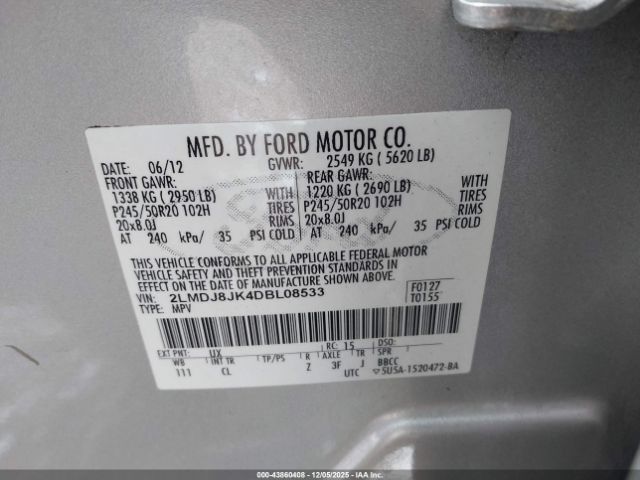 MFD. BY FORD MOTOR CO.
DATE: 06/12 GVWR: 2549 KG ( 5620 LB)
FRONT GAWR: REAR GAWR:
1338 KG ( 2950 LB) WITH 1220 KG ( 2690 LB) WITH
P245/50R20 102H TIRES P245/50R20 102H TIRES
20x8.0J RIMS 20x8.0J RIMS
AT 240 kPa/ 35 PSI COLD AT 240 kPa/ 35 PSI COLD
THIS VEHICLE CONFORMS TO ALL APPLICABLE FEDERAL MOTOR
VEHICLE SAFETY AND THEFT PREVENTION STANDARDS IN
EFFECT ON THE DATE OF MANUFACTURE SHOWN ABOVE.
VIN: 2LMDJ8JK4DBL08533 F0127
TYPE: MPV T0155
EXT PNT: UX RC: 15 DSO:
WB INT TR TP/PS R AXLE TR SPR
111 CL Z 3F J BBCC
UTC ▽5U5A-1520472-BA
000-43860408 - 12/05/2025 - IAA Inc.